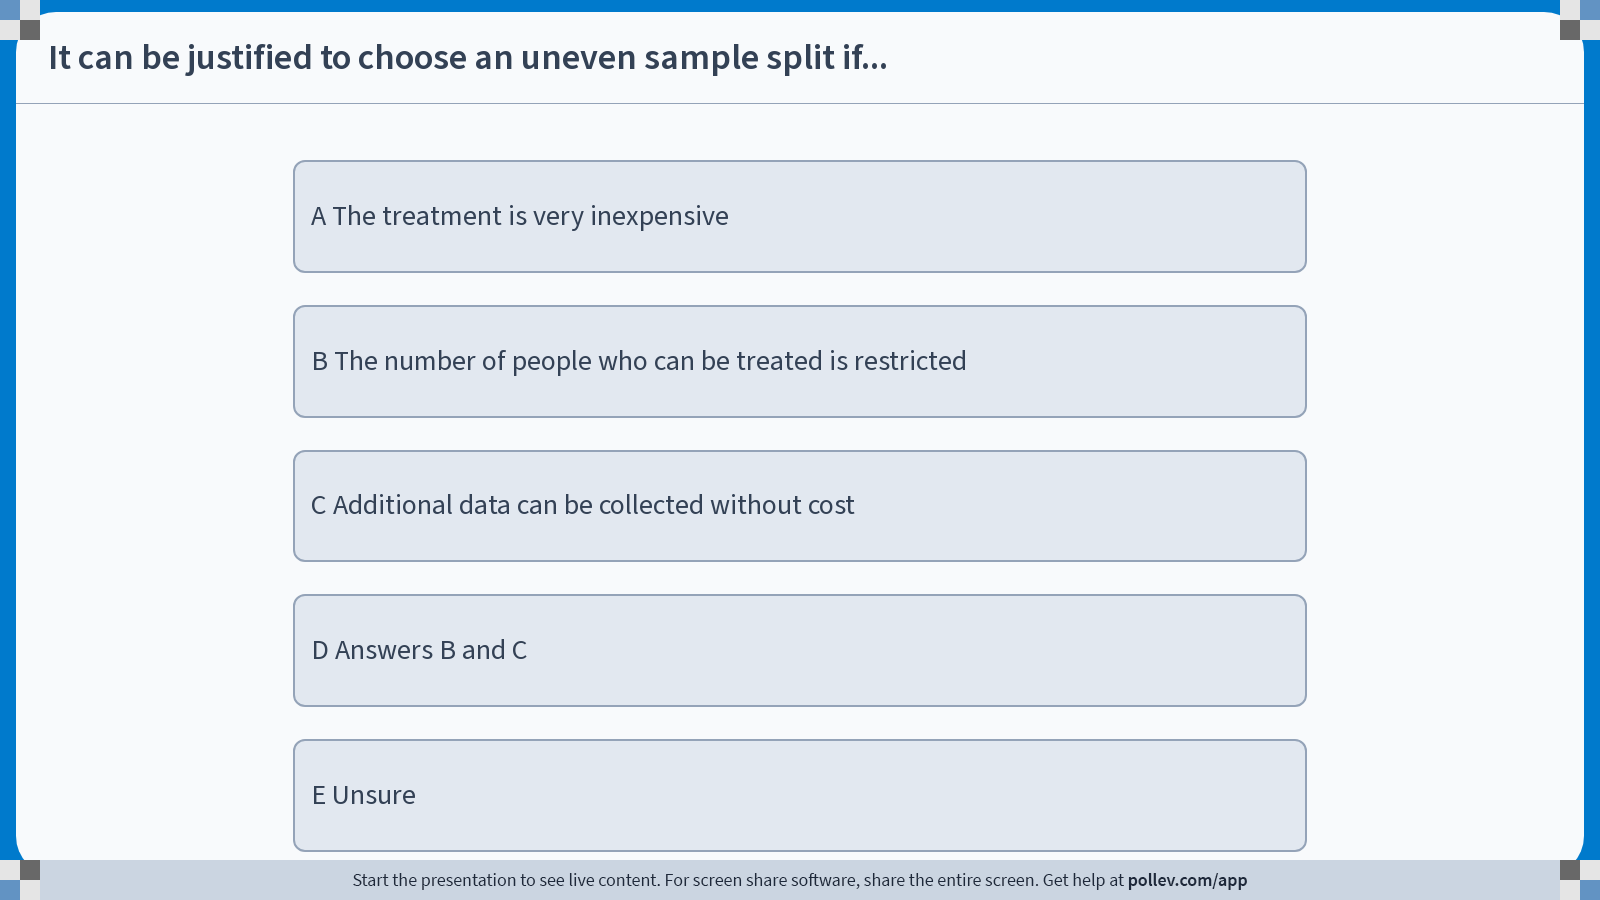 It can be justified to choose an uneven sample split if...
A The treatment is very inexpensive
B The number of people who can be treated is restricted
C Additional data can be collected without cost
D Answers B and C
E Unsure
Start the presentation to see live content. For screen share software, share the entire screen. Get help at pollev.com/app